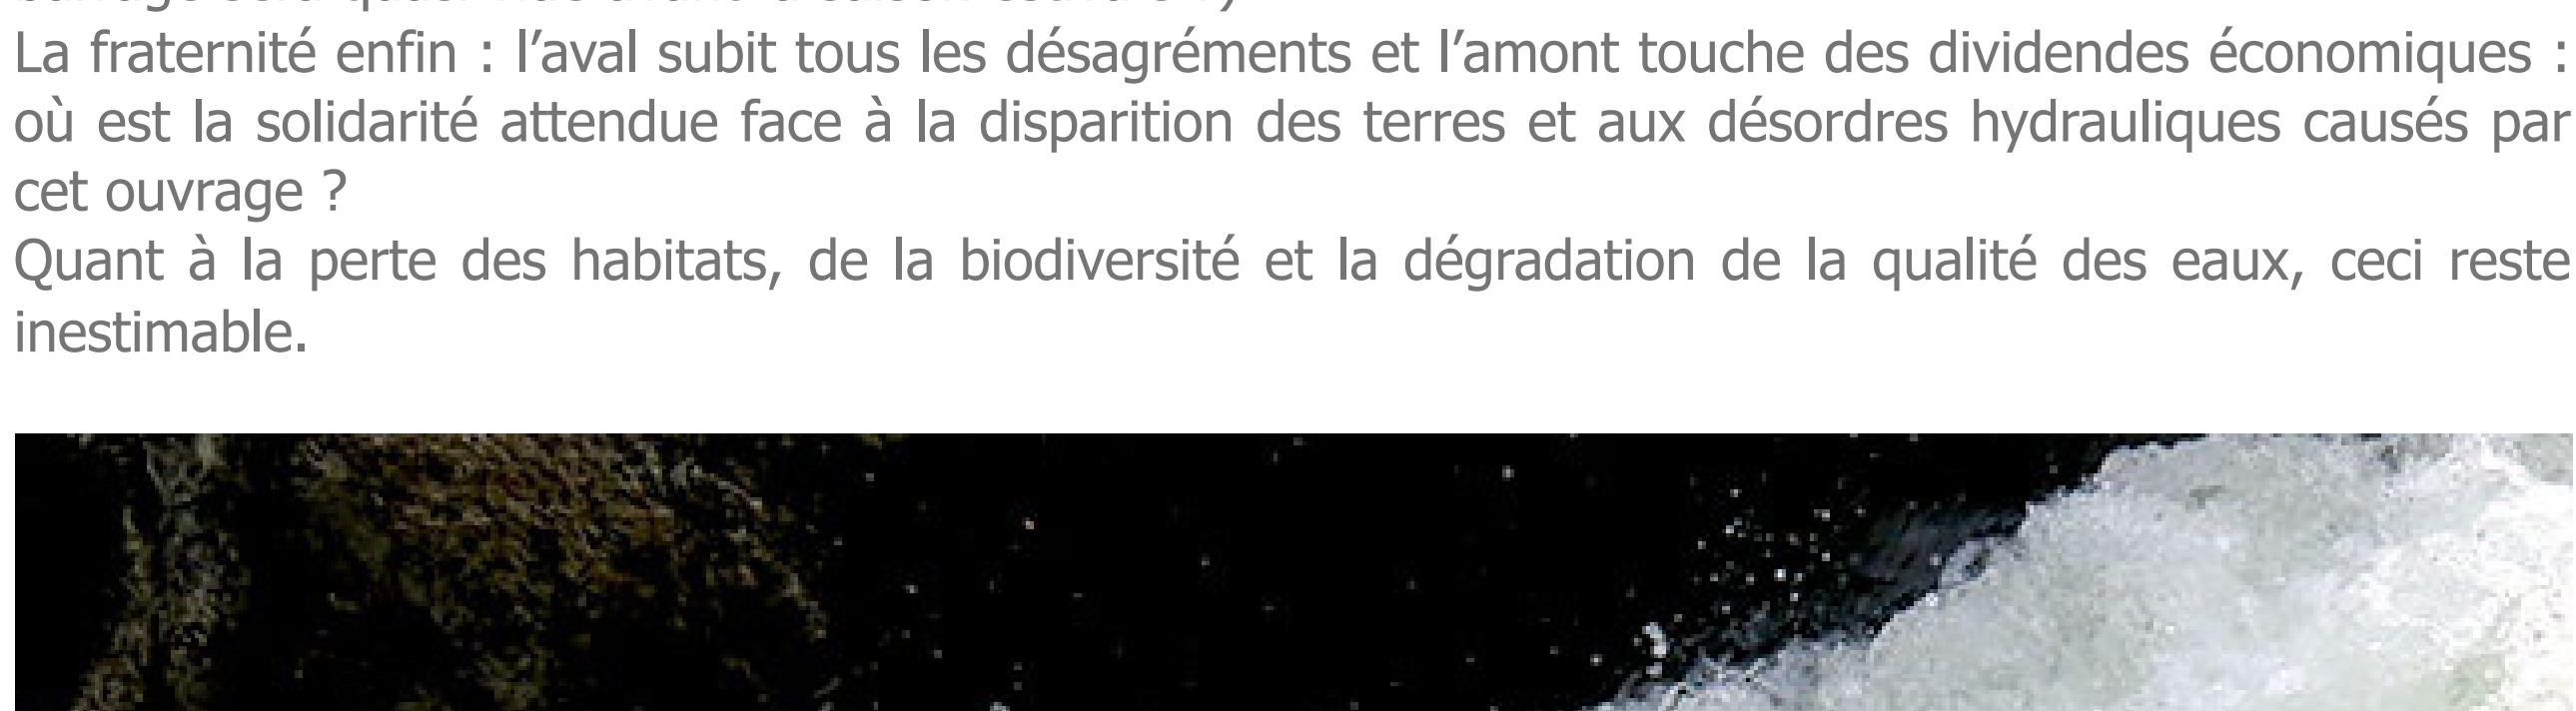 La fraternité enfin : l’aval subit tous les désagréments et l’amont touche des dividendes économiques :
où est la solidarité attendue face à la disparition des terres et aux désordres hydrauliques causés par
cet ouvrage ?
Quant à la perte des habitats, de la biodiversité et la dégradation de la qualité des eaux, ceci reste
inestimable.